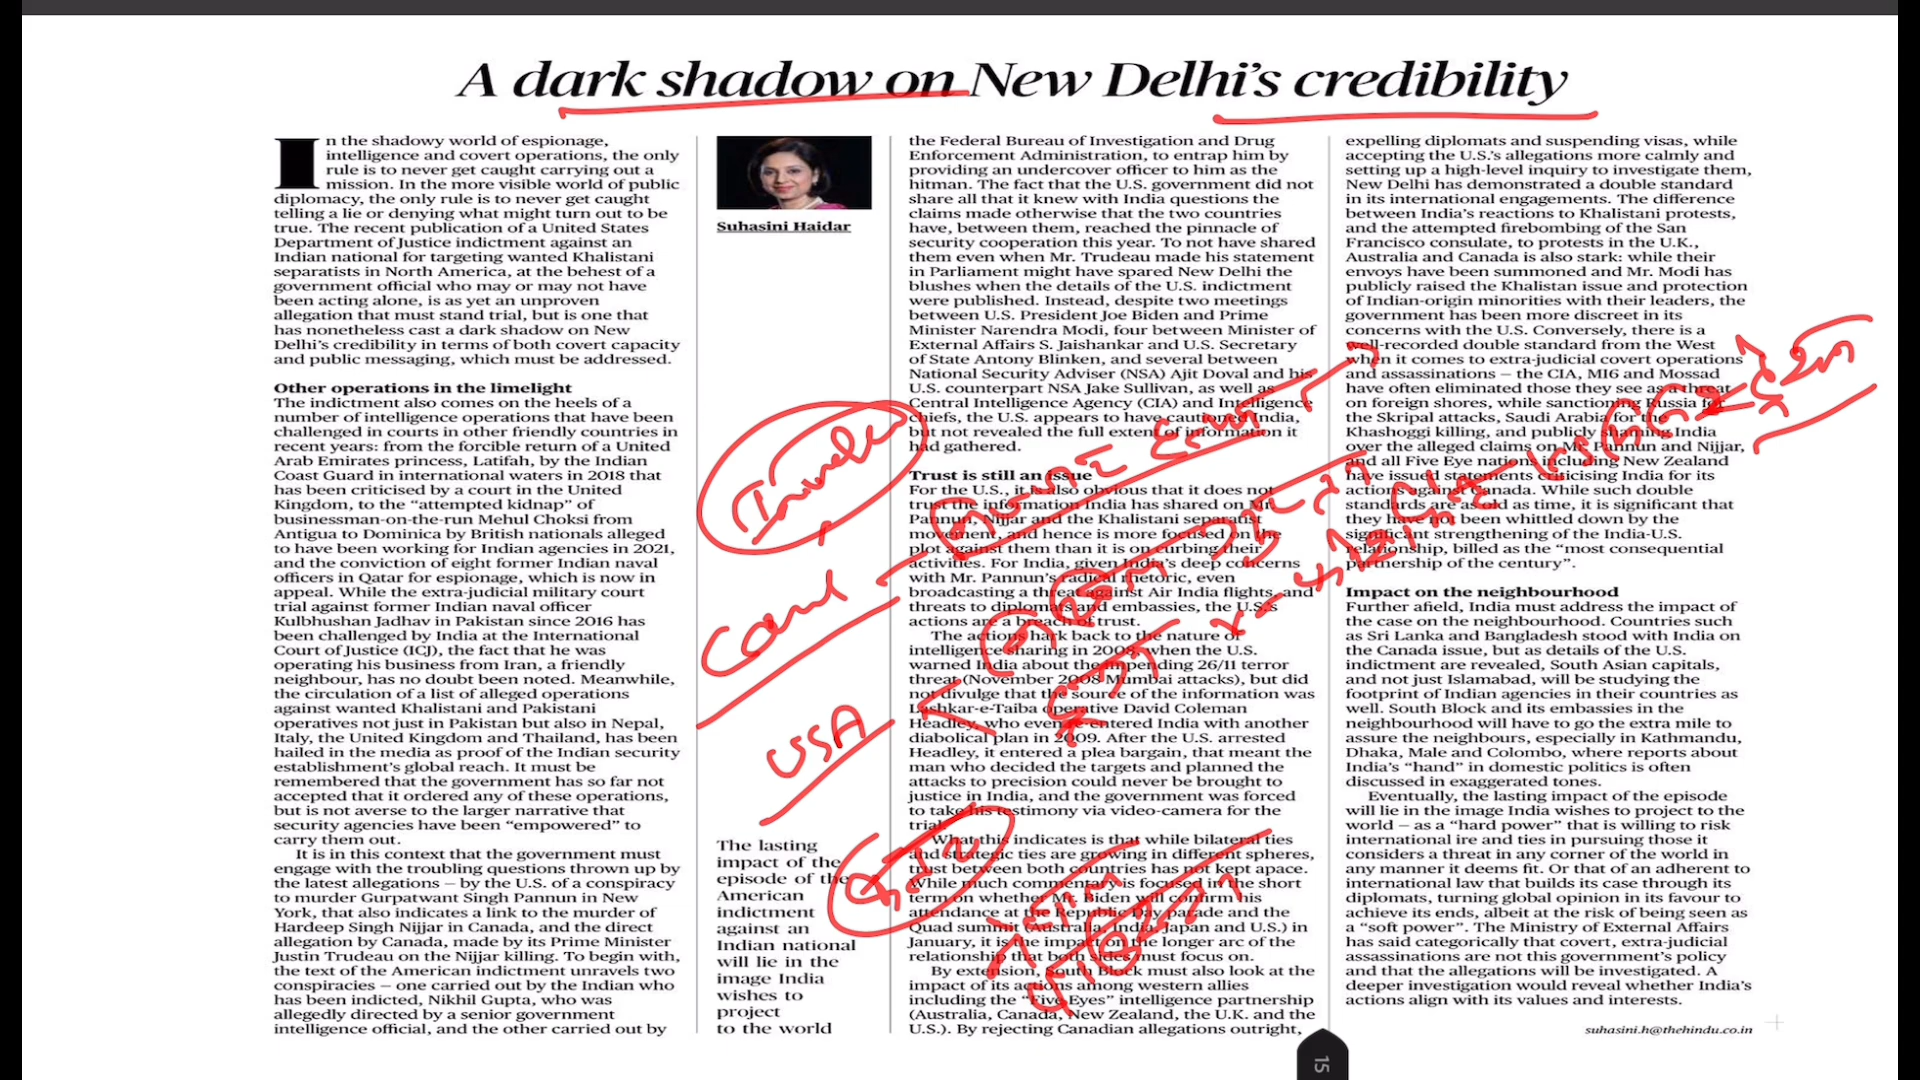 A dark shadow on New Delhi's credibility
In the shadowy world of espionage,
intelligence and covert operations, the only
rule is to never get caught carrying out a
mission. In the more visible world of public
diplomacy, the only rule is to never get caught
telling a lie or denying what might turn out to be
true. The recent publication of a United States
Department of Justice indictment against an
Indian national for targeting wanted Khalistani
separatists in North America, at the behest of a
government official who may or may not have
been acting alone, is as yet an unproven
allegation that must stand trial, but is one that
has nonetheless cast a dark shadow on New
Delhi's credibility in terms of both covert capacity
and public messaging, which must be addressed.
Other operations in the limelight
The indictment also comes on the heels of a
number of intelligence operations that have been
challenged in courts in other friendly countries in
recent years: from the forcible return of a United
Arab Emirates princess, Latifah, by the Indian
Coast Guard in international waters in 2018 that
has been criticised by a court in the United
Kingdom, to the "attempted kidnap" of
businessman-on-the-run Mehul Choksi from
Antigua to Dominica by British nationals alleged
to have been working for Indian agencies in 2021,
and the conviction of eight former Indian naval
officers in Qatar for espionage, which is now in
appeal. While the extra-judicial military court
trial against former Indian naval officer
Kulbhushan Jadhav in Pakistan since 2016 has
been challenged by India at the International
Court of Justice (ICJ), the fact that he was
operating his business from Iran, a friendly
neighbour, has no doubt been noted. Meanwhile,
the circulation of a list of alleged operations
against wanted Khalistani and Pakistani
operatives not just in Pakistan but also in Nepal,
Italy, the United Kingdom and Thailand, has been
hailed in the media as proof of the Indian security
establishment's global reach. It must be
remembered that the government has so far not
accepted that it ordered any of these operations,
but is not averse to the larger narrative that
security agencies have been "empowered" to
carry them out.
It is in this context that the government must
engage with the troubling questions thrown up by
the latest allegations — by the U.S. of a conspiracy
to murder Gurpatwant Singh Pannun in New
York, that also indicates a link to the murder of
Hardeep Singh Nijjar in Canada, and the direct
allegation by Canada, made by its Prime Minister
Justin Trudeau on the Nijjar killing. To begin with,
the text of the American indictment unravels two
conspiracies — one carried out by the Indian who
has been indicted, Nikhil Gupta, who was
allegedly directed by a senior government
intelligence official, and the other carried out by
Suhasini Haidar
The lasting
impact of the
episode of the
American
indictment
against an
Indian national
will lie in the
image India
wishes to
project
to the world
USA
the Federal Bureau of Investigation and Drug
Enforcement Administration, to entrap him by
providing an undercover officer to him as the
hitman. The fact that the U.S. government did not
share all that it knew with India questions the
claims made otherwise that the two countries
have, between them, reached the pinnacle of
security cooperation this year. To not have shared
them even when Mr. Trudeau made his statement
in Parliament might have spared New Delhi the
blushes when the details of the U.S. indictment
were published. Instead, despite two meetings
between U.S. President Joe Biden and Prime
Minister Narendra Modi, four between Minister of
External Affairs S. Jaishankar and U.S. Secretary
of State Antony Blinken, and several between
National Security Adviser (NSA) Ajit Doval and his
U.S. counterpart NSA Jake Sullivan, as well as
Central Intelligence Agency (CIA) and Intelligence
chiefs, the U.S. appears to have cautioned India,
but not revealed the full extent of information it
had gathered.
Trust is still an issue
For the U.S., it is also obvious that it does not
trust the information India has shared on Mr.
Pannun, Nijjar and the Khalistani separatist
movement, and hence is more focused on the
plot against them than it is on curbing their
activities. For India, given India's deep concerns
with Mr. Pannun's radical rhetoric, even
broadcasting a threat against Air India flights, and
threats to diplomats and embassies, the U.S.'s
actions are a breach of trust.
The actions hark back to the nature of
intelligence sharing in 2008, when the U.S.
warned India about the impending 26/11 terror
threat (November 2008 Mumbai attacks), but did
not divulge that the source of the information was
Lashkar-e-Taiba operative David Coleman
Headley, who even re-entered India with another
diabolical plan in 2009. After the U.S. arrested
Headley, it entered a plea bargain, that meant the
man who decided the targets and planned the
attacks to precision could never be brought to
justice in India, and the government was forced
to take his testimony via video-camera for the
trial.
What this indicates is that while bilateral ties
and strategic ties are growing in different spheres,
trust between both countries has not kept apace.
While much commentary is focused in the short
term on whether Mr. Biden will confirm his
attendance at the Republic Day parade and the
Quad summit (Australia, India, Japan and U.S.) in
January, it is the impact on the longer arc of the
relationship that both sides must focus on.
By extension, South Block must also look at the
impact of its actions among western allies
including the "Five Eyes" intelligence partnership
(Australia, Canada, New Zealand, the U.K. and the
U.S.). By rejecting Canadian allegations outright,
expelling diplomats and suspending visas, while
accepting the U.S.'s allegations more calmly and
setting up a high-level inquiry to investigate them,
New Delhi has demonstrated a double standard
in its international engagements. The difference
between India's reactions to Khalistani protests,
and the attempted firebombing of the San
Francisco consulate, to protests in the U.K.,
Australia and Canada is also stark: while their
envoys have been summoned and Mr. Modi has
publicly raised the Khalistan issue and protection
of Indian-origin minorities with their leaders, the
government has been more discreet in its
concerns with the U.S. Conversely, there is a
well-recorded double standard from the West
when it comes to extra-judicial covert operations
and assassinations — the CIA, MI6 and Mossad
have often eliminated those they see as a threat
on foreign shores, while sanctioning Russia for
the Skripal attacks, Saudi Arabia for the
Khashoggi killing, and publicly shaming India
over the alleged claims on Mr. Pannun and Nijjar,
and all Five Eye nations including New Zealand
have issued statements criticising India for its
actions against Canada. While such double
standards are as old as time, it is significant that
they have not been whittled down by the
significant strengthening of the India-U.S.
relationship, billed as the "most consequential
partnership of the century".
Impact on the neighbourhood
Further afield, India must address the impact of
the case on the neighbourhood. Countries such
as Sri Lanka and Bangladesh stood with India on
the Canada issue, but as details of the U.S.
indictment are revealed, South Asian capitals,
and not just Islamabad, will be studying the
footprint of Indian agencies in their countries as
well. South Block and its embassies in the
neighbourhood will have to go the extra mile to
assure the neighbours, especially in Kathmandu,
Dhaka, Male and Colombo, where reports about
India's "hand" in domestic politics is often
discussed in exaggerated tones.
Eventually, the lasting impact of the episode
will lie in the image India wishes to project to the
world — as a "hard power" that is willing to risk
international ire and ties in pursuing those it
considers a threat in any corner of the world in
any manner it deems fit. Or that of an adherent to
international law that builds its case through its
diplomats, turning global opinion in its favour to
achieve its ends, albeit at the risk of being seen as
a "soft power". The Ministry of External Affairs
has said categorically that covert, extra-judicial
assassinations are not this government's policy
and that the allegations will be investigated. A
deeper investigation would reveal whether India's
actions align with its values and interests.
suhasini.h@thehindu.co.in
15